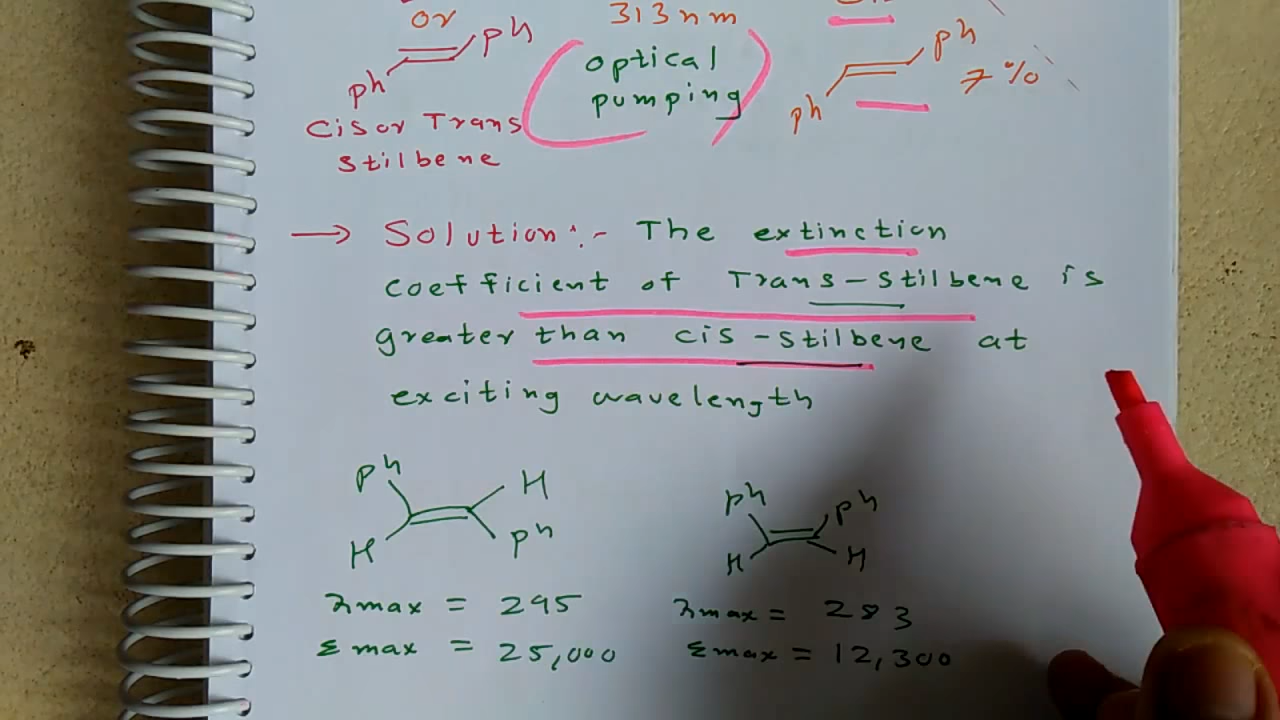 or
313nm
ph
ph
optical
pumping
ph
7%
ph
Cis or Trans
Stilbene
→ Solution:- The extinction
coefficient of Trans-stilbene is
greater than cis-stilbene at
exciting wavelength
ph
H
H
ph
ph
ph
H
H
λmax = 295
λmax = 283
εmax = 25,000
εmax = 12,300